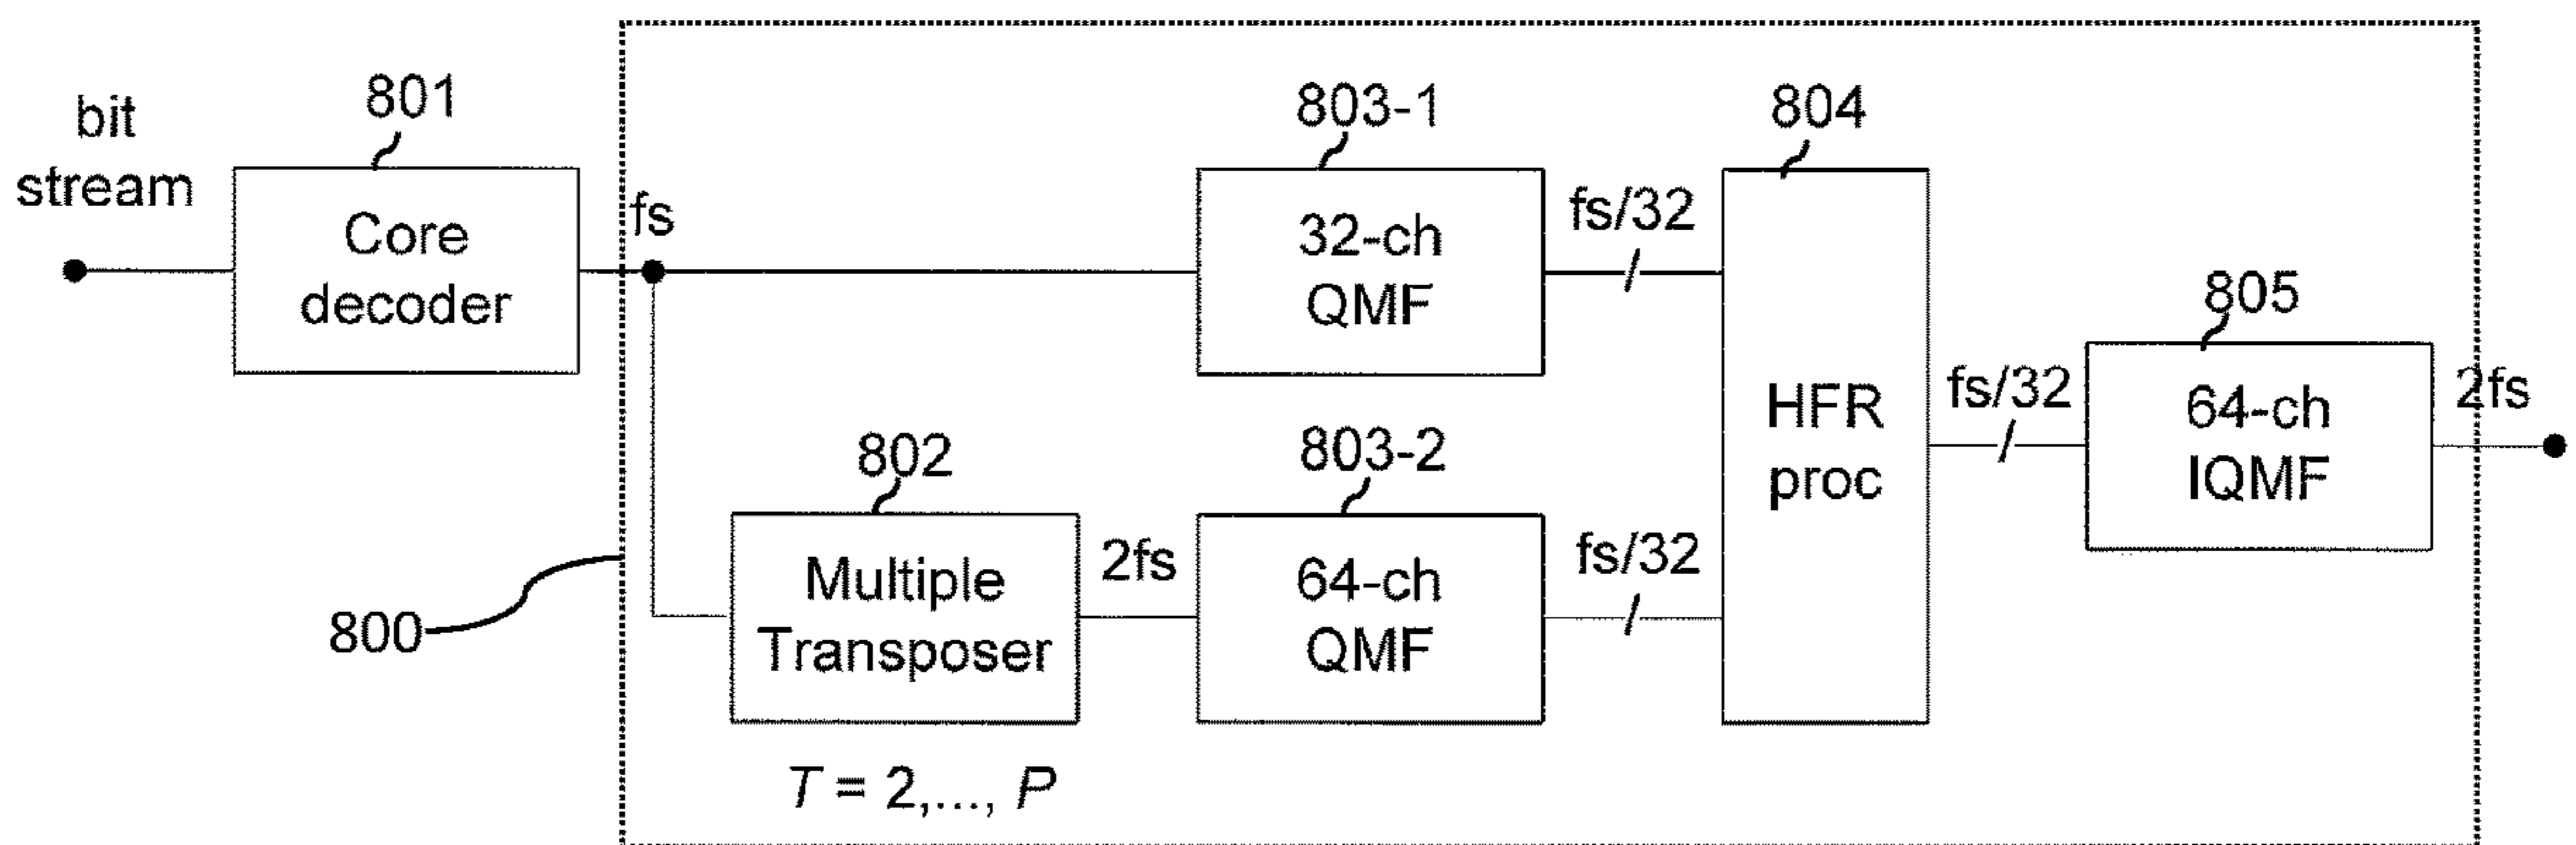 bit
stream
801
Core
decoder
fs
803-1
32-ch
QMF
fs/32
804
HFR
proc
802
Multiple
Transposer
T = 2,..., P
2fs
803-2
64-ch
QMF
fs/32
fs/32
805
64-ch
IQMF
2fs
800